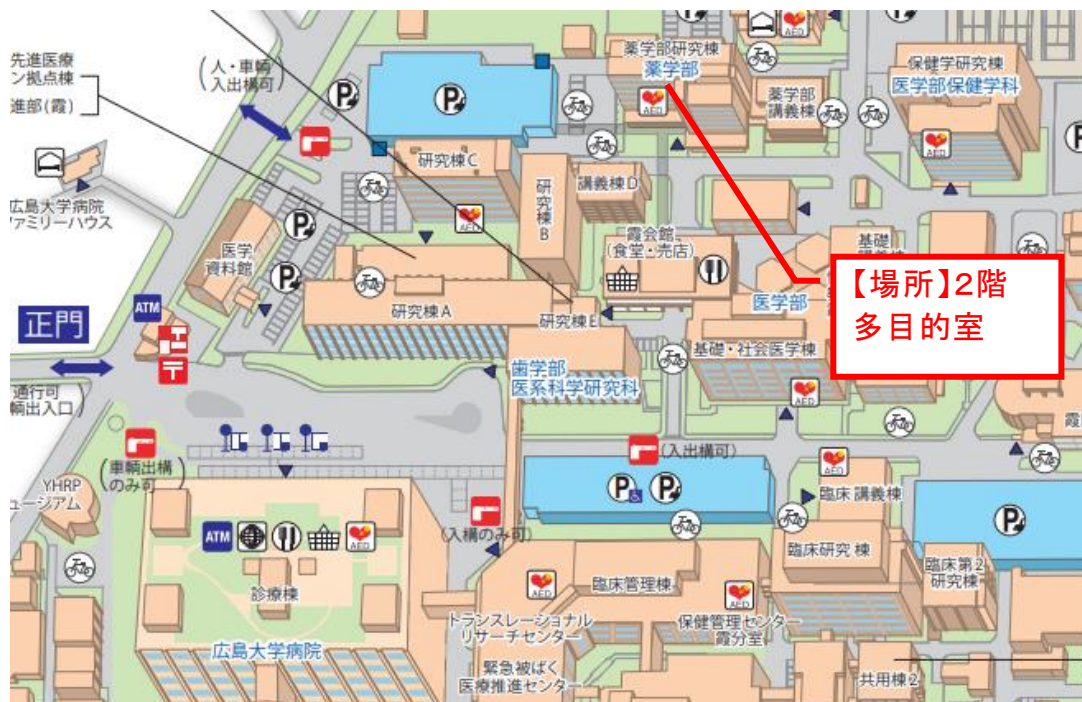 先進医療
ン拠点棟
進部(霞)
(人・車輌
入出構可)
P
P
薬学部研究棟
薬学部
AED
薬学部
講義棟
AED
保健学研究棟
医学部保健学科
AED
P
広島大学病院
ファミリーハウス
研究棟C
AED
研究棟B
講義棟D
P
医学
資料館
P
霞会館
(食堂・売店)
医学部
基礎
【場所】2階
多目的室
研究棟A
研究棟E
基礎・社会医学棟
AED
歯学部
医系科学研究科
ATM
正門
通行可
輌出入口)
(車輌出構
のみ可)
YHRP
ュージアム
(入出構可)
P
P
(入構のみ可)
AED
臨床講義棟
P
ATM
AED
診療棟
広島大学病院
AED
臨床管理棟
臨床研究棟
臨床第2
研究棟
トランスレーショナル
リサーチセンター
AED
保健管理センター
霞分室
緊急被ばく
医療推進センター
共用棟2
霞